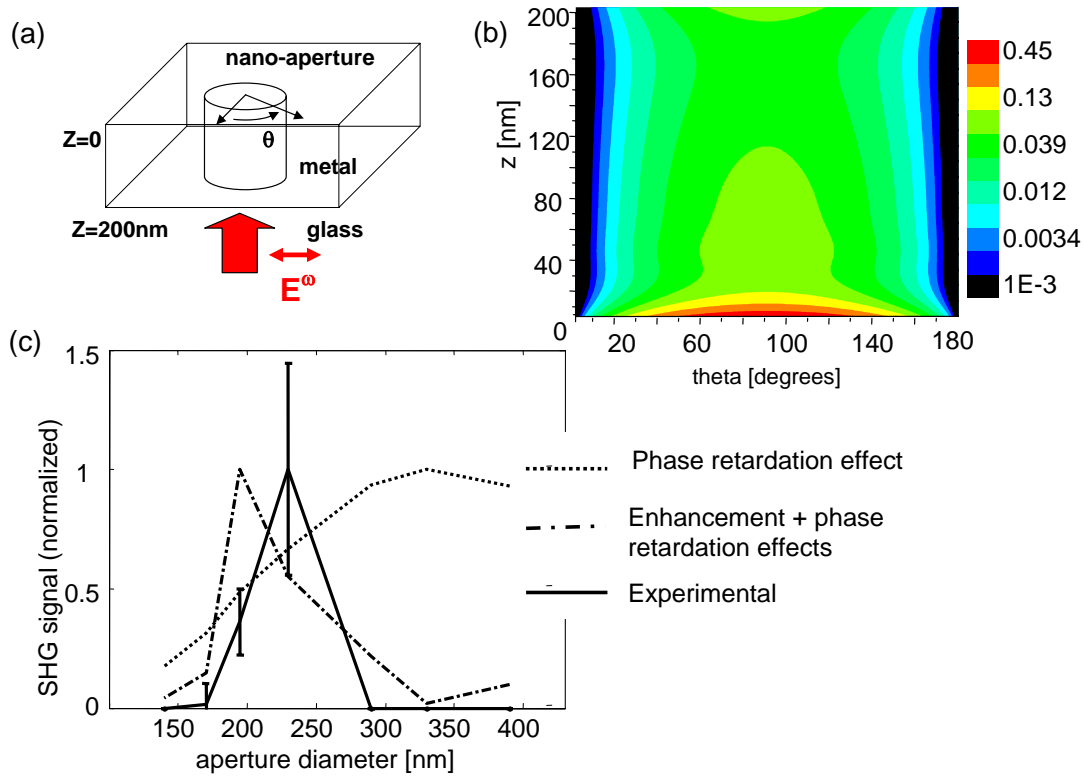 (a)
nano-aperture
Z=0
θ
metal
Z=200nm
glass
E^ω
(b)
200
160
120
80
40
0
z [nm]
20
60
100
140
180
theta [degrees]
0.45
0.13
0.039
0.012
0.0034
1E-3
(c)
1.5
1
0.5
0
SHG signal (normalized)
150
200
250
300
350
400
aperture diameter [nm]
Phase retardation effect
Enhancement + phase
retardation effects
Experimental